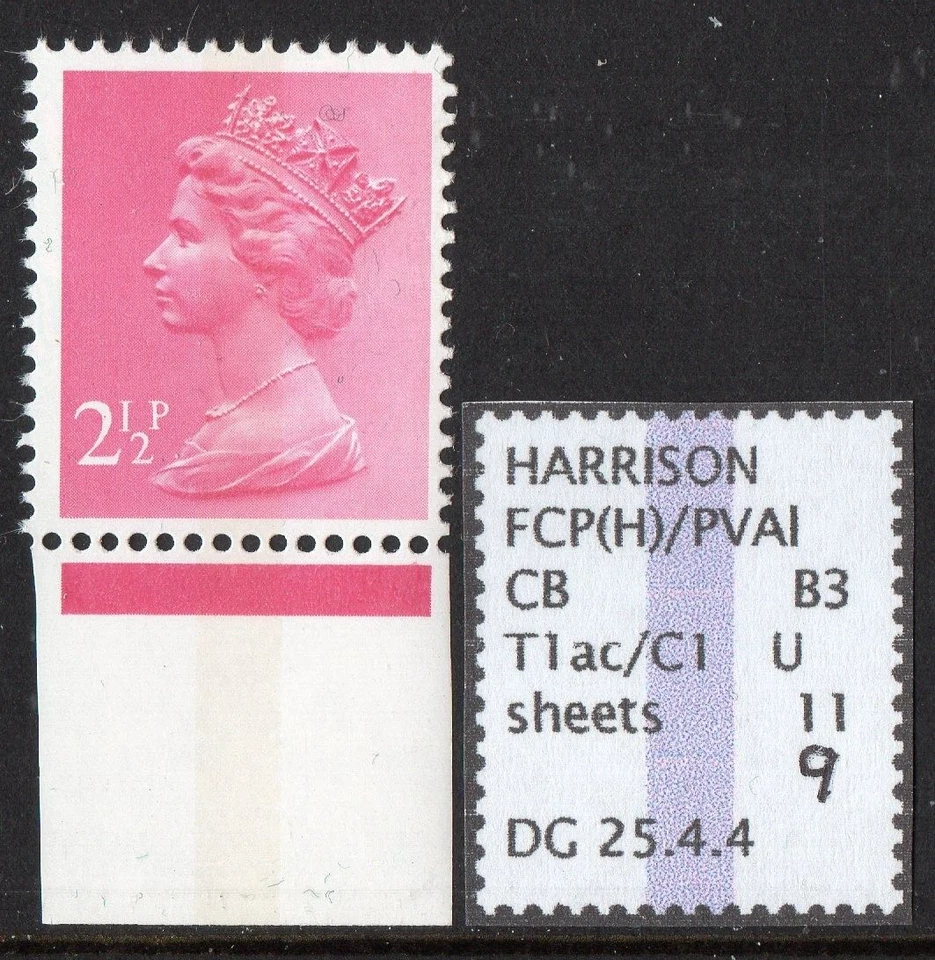 2½P
HARRISON
FCP(H)/PVAl
CB B3
T1ac/C1 U
sheets 11
9
DG 25.4.4